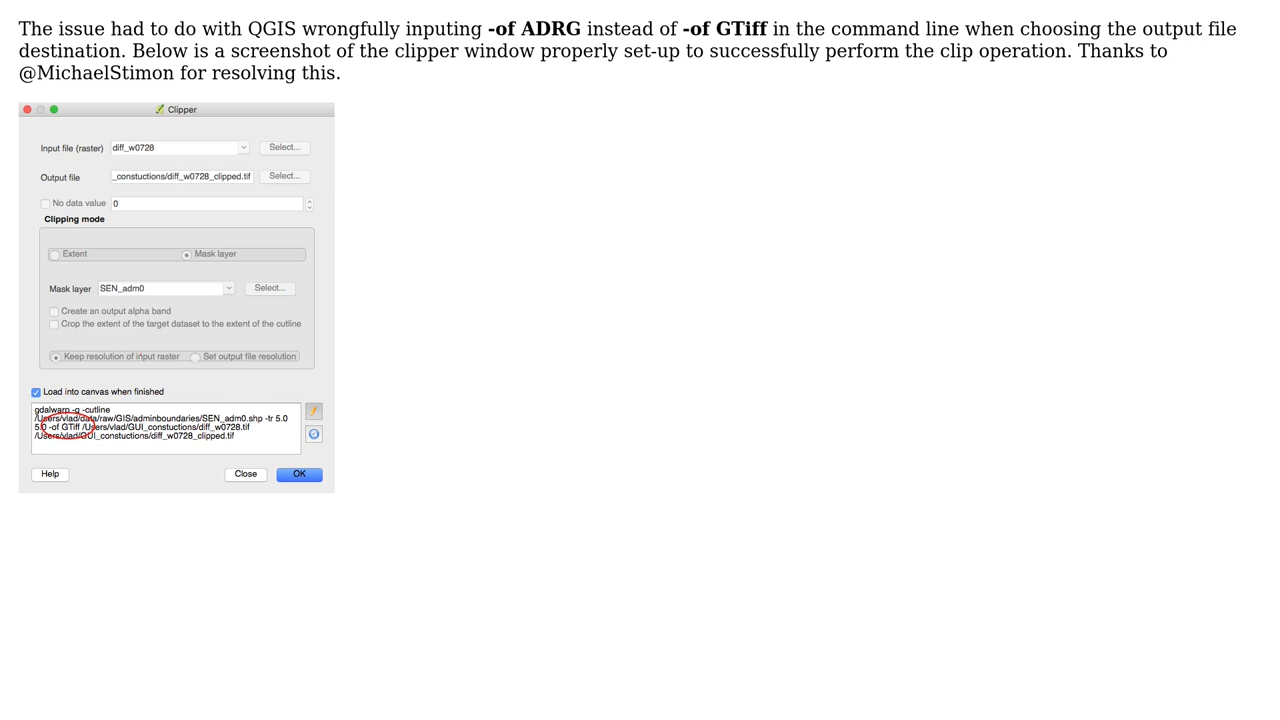 The issue had to do with QGIS wrongfully inputing -of ADRG instead of -of GTiff in the command line when choosing the output file
destination. Below is a screenshot of the clipper window properly set-up to successfully perform the clip operation. Thanks to
@MichaelStimon for resolving this.
Clipper
Input file (raster) diff_w0728 Select...
Output file _constuctions/diff_w0728_clipped.tif Select...
No data value 0
Clipping mode
Extent Mask layer
Mask layer SEN_adm0 Select...
Create an output alpha band
Crop the extent of the target dataset to the extent of the cutline
Keep resolution of input raster Set output file resolution
Load into canvas when finished
gdalwarp -q -cutline
/Users/vlad/data/raw/GIS/adminboundaries/SEN_adm0.shp -tr 5.0
5.0 -of GTiff /Users/vlad/GUI_constuctions/diff_w0728.tif
/Users/vlad/GUI_constuctions/diff_w0728_clipped.tif
Help Close OK